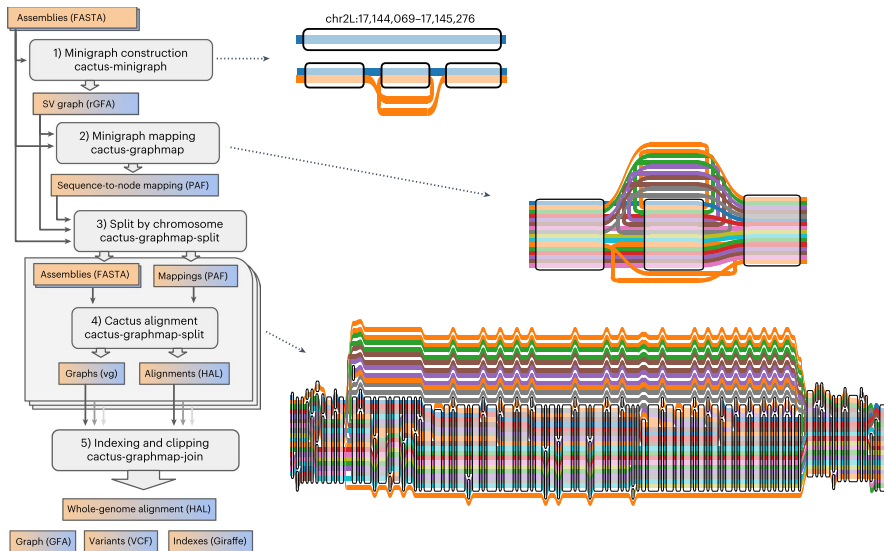 Assemblies (FASTA)
1) Minigraph construction
cactus-minigraph
SV graph (rGFA)
2) Minigraph mapping
cactus-graphmap
Sequence-to-node mapping (PAF)
3) Split by chromosome
cactus-graphmap-split
Assemblies (FASTA)
Mappings (PAF)
4) Cactus alignment
cactus-graphmap-split
Graphs (vg)
Alignments (HAL)
5) Indexing and clipping
cactus-graphmap-join
Whole-genome alignment (HAL)
Graph (GFA)
Variants (VCF)
Indexes (Giraffe)
chr2L:17,144,069–17,145,276